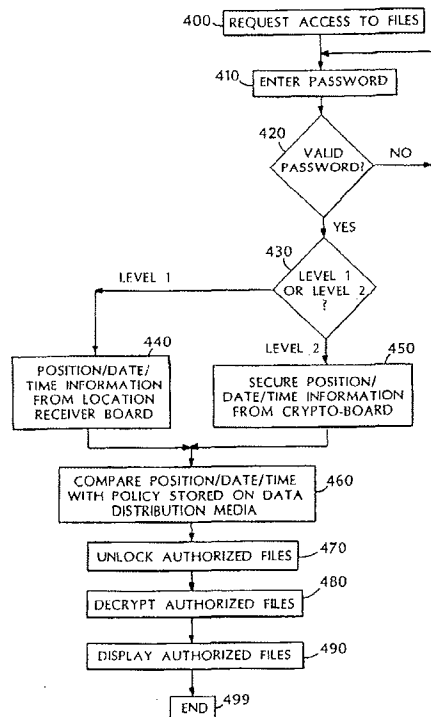 400
REQUEST ACCESS TO FILES
410
ENTER PASSWORD
420
VALID
PASSWORD?
NO
YES
430
LEVEL 1
OR LEVEL 2
?
LEVEL 1
LEVEL 2
440
POSITION/DATE/
TIME INFORMATION
FROM LOCATION
RECEIVER BOARD
450
SECURE POSITION/
DATE/TIME INFORMATION
FROM CRYPTO-BOARD
460
COMPARE POSITION/DATE/TIME
WITH POLICY STORED ON DATA
DISTRIBUTION MEDIA
470
UNLOCK AUTHORIZED FILES
480
DECRYPT AUTHORIZED FILES
490
DISPLAY AUTHORIZED FILES
END
499